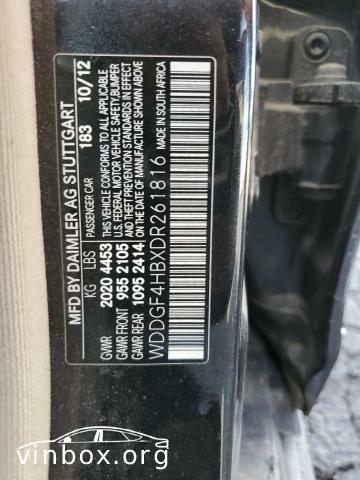 MFD BY DAIMLER AG STUTTGART
PASSENGER CAR 183 10/12
KG LBS
GVWR 2020 4453
GAWR FRONT 955 2105
GAWR REAR 1095 2414
THIS VEHICLE CONFORMS TO ALL APPLICABLE
U.S. FEDERAL MOTOR VEHICLE SAFETY, BUMPER
AND THEFT PREVENTION STANDARDS IN EFFECT
ON THE DATE OF MANUFACTURE SHOWN ABOVE
WDDGF4HBXDR261816
MADE IN SOUTH AFRICA
vinbox.org